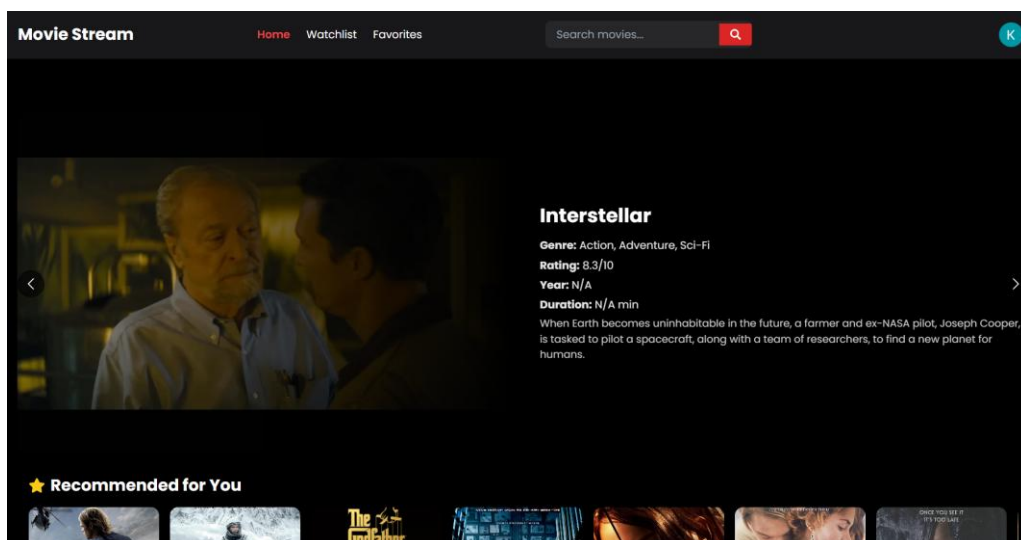 Movie Stream
Home Watchlist Favorites
Search movies...
K
Interstellar
Genre: Action, Adventure, Sci-Fi
Rating: 8.3/10
Year: N/A
Duration: N/A min
When Earth becomes uninhabitable in the future, a farmer and ex-NASA pilot, Joseph Cooper,
is tasked to pilot a spacecraft, along with a team of researchers, to find a new planet for
humans.
Recommended for You
The
Godfather
ONCE YOU SEE IT
IT'S TOO LATE